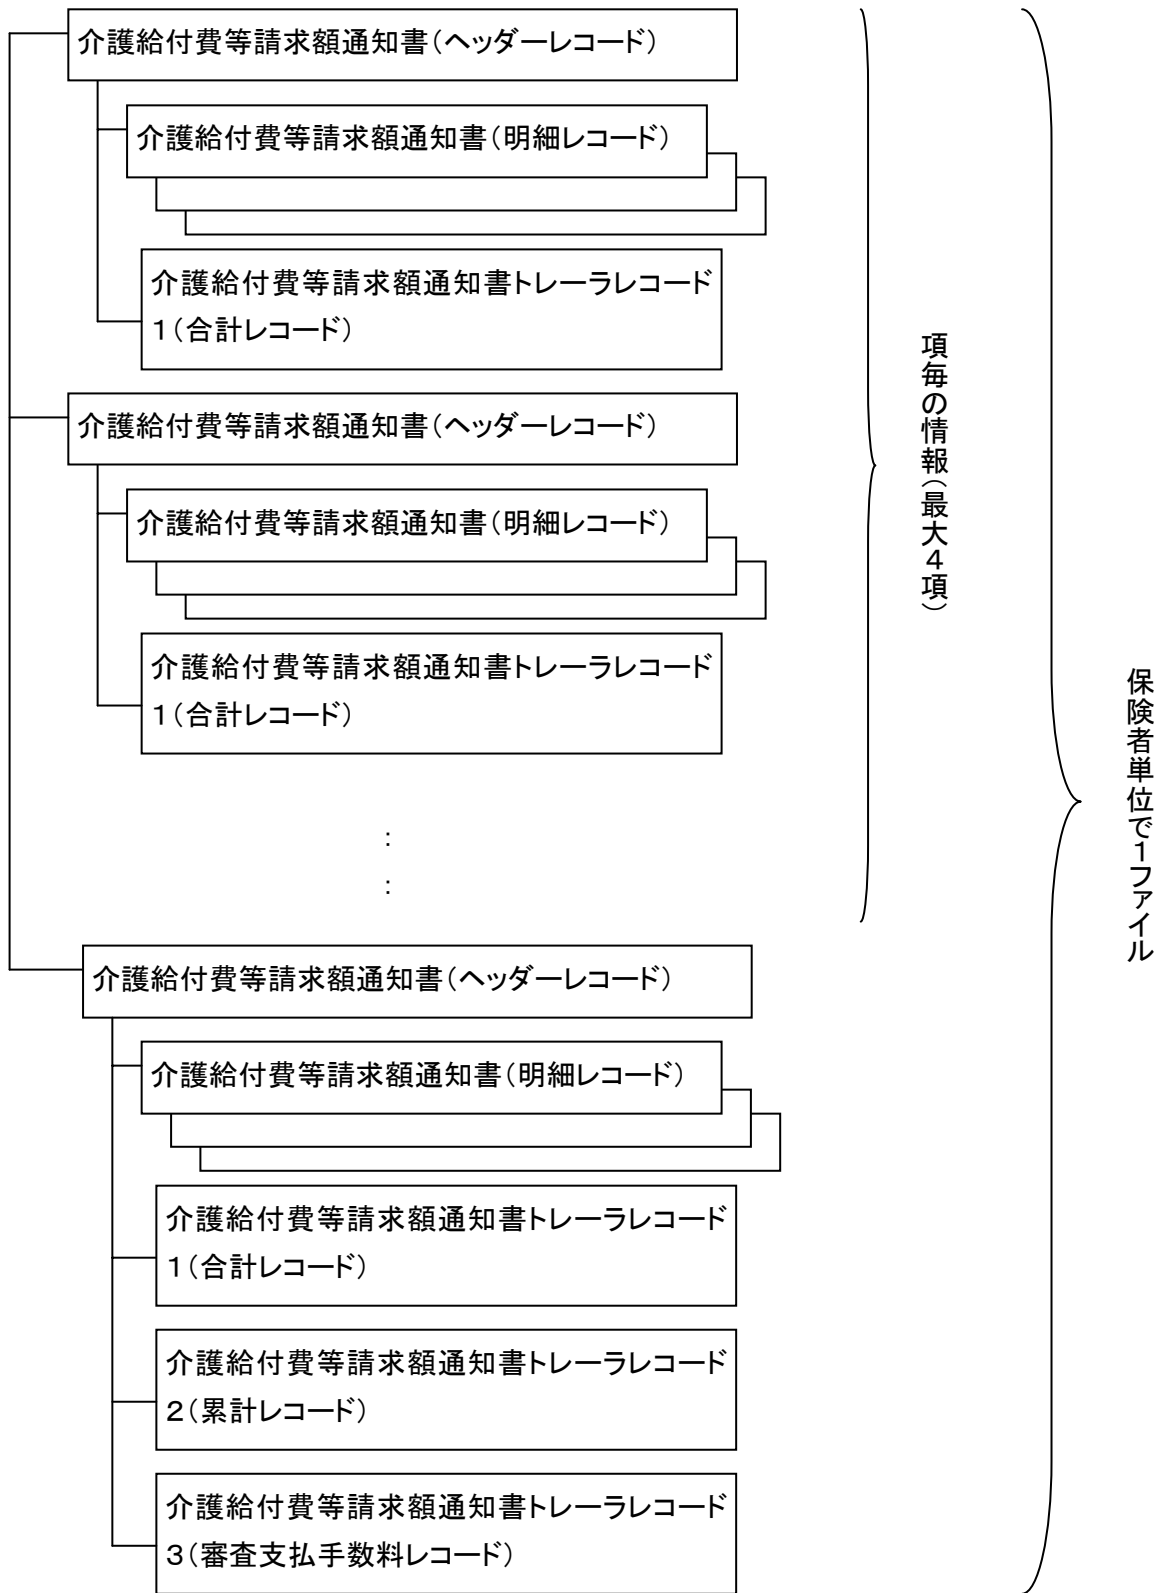 介護給付費等請求額通知書（ヘッダーレコード）
介護給付費等請求額通知書（明細レコード）
介護給付費等請求額通知書トレーラレコード
１（合計レコード）
介護給付費等請求額通知書（ヘッダーレコード）
介護給付費等請求額通知書（明細レコード）
介護給付費等請求額通知書トレーラレコード
１（合計レコード）
：
：
介護給付費等請求額通知書（ヘッダーレコード）
介護給付費等請求額通知書（明細レコード）
介護給付費等請求額通知書トレーラレコード
１（合計レコード）
介護給付費等請求額通知書トレーラレコード
２（累計レコード）
介護給付費等請求額通知書トレーラレコード
３（審査支払手数料レコード）
項毎の情報（最大４項）
保険者単位で１ファイル